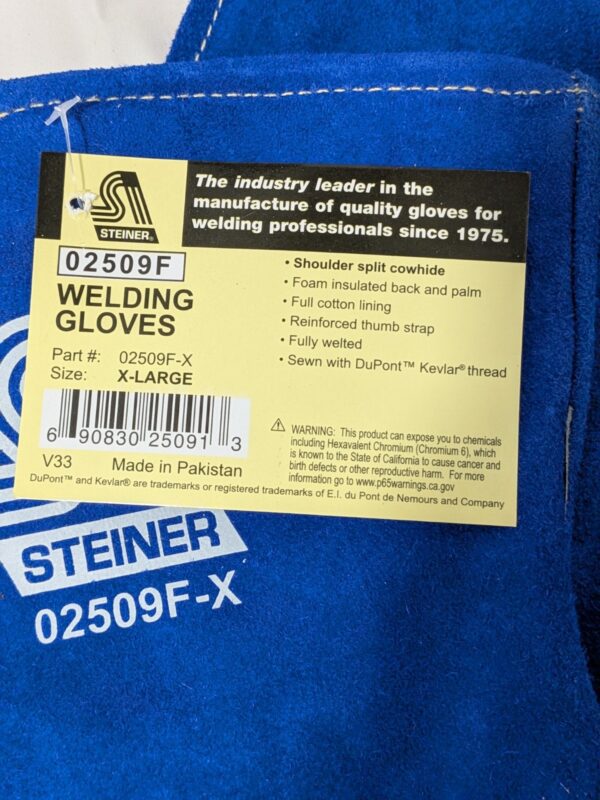 STEINER®
The industry leader in the
manufacture of quality gloves for
welding professionals since 1975.
02509F
WELDING
GLOVES
Part #: 02509F-X
Size: X-LARGE
6 90830 25091 3
V33 Made in Pakistan
• Shoulder split cowhide
• Foam insulated back and palm
• Full cotton lining
• Reinforced thumb strap
• Fully welted
• Sewn with DuPont™ Kevlar® thread
⚠ WARNING: This product can expose you to chemicals
including Hexavalent Chromium (Chromium 6), which
is known to the State of California to cause cancer and
birth defects or other reproductive harm. For more
information go to www.p65warnings.ca.gov
DuPont™ and Kevlar® are trademarks or registered trademarks of E.I. du Pont de Nemours and Company
STEINER
02509F-X